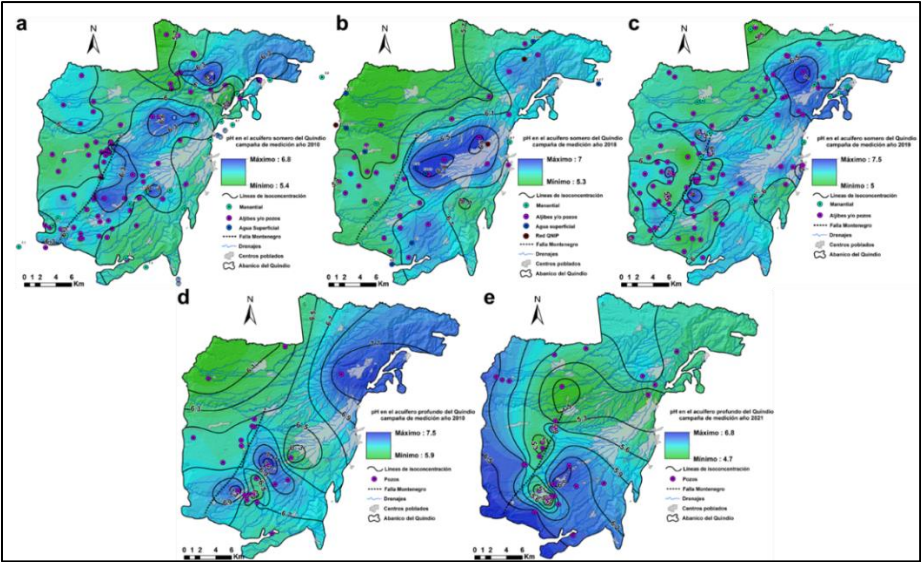 a
N
pH en el acuífero somero del Quindío
campaña de medición año 2010
Máximo : 6.8
Mínimo : 5.4
Líneas de isoconcentración
Manantial
Aljibes y/o pozos
Agua Superficial
Falla Montenegro
Drenajes
Centros poblados
Abanico del Quindío
0 1 2 4 6
Km
b
N
pH en el acuífero somero del Quindío
campaña de medición año 2018
Máximo : 7
Mínimo : 5.3
Líneas de isoconcentración
Manantial
Aljibes y/o pozos
Agua superficial
Red QNIP
Falla Montenegro
Drenajes
Centros poblados
Abanico del Quindío
0 1 2 4 6
Km
c
N
pH en el acuífero somero del Quindío
campaña de medición año 2019
Máximo : 7.5
Mínimo : 5
Líneas de isoconcentración
Manantial
Aljibes y/o pozos
Agua Superficial
Falla Montenegro
Drenajes
Centros poblados
Abanico del Quindío
0 1 2 4 6
Km
d
N
pH en el acuífero profundo del Quindío
campaña de medición año 2010
Máximo : 7.5
Mínimo : 5.9
Líneas de isoconcentración
Pozos
Falla Montenegro
Drenajes
Centros poblados
Abanico del Quindío
0 1 2 4 6
Km
e
N
pH en el acuífero profundo del Quindío
campaña de medición año 2021
Máximo : 6.8
Mínimo : 4.7
Líneas de isoconcentración
Pozos
Falla Montenegro
Drenajes
Centros poblados
Abanico del Quindío
0 1 2 4 6
Km